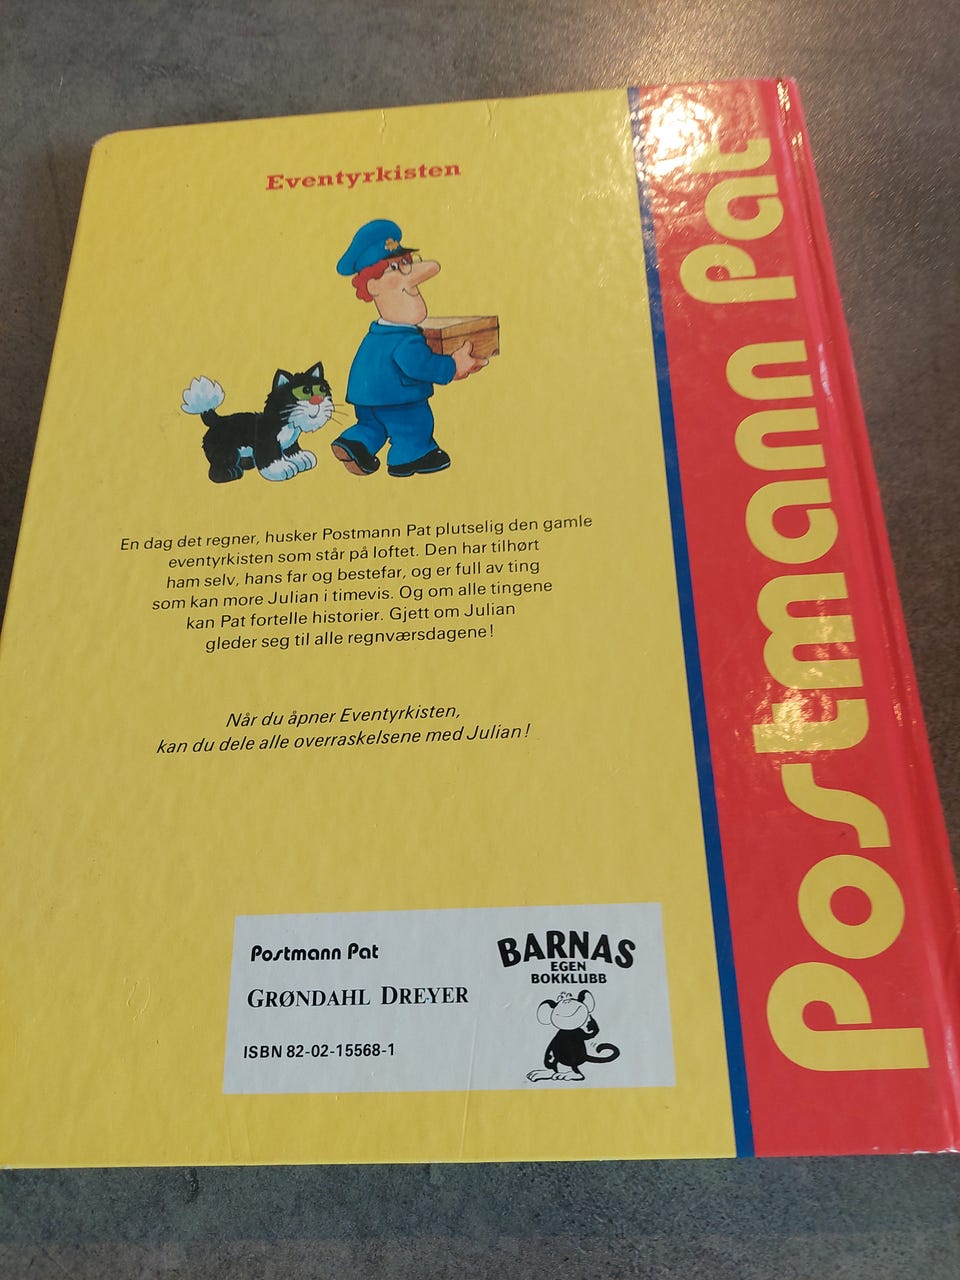 Eventyrkisten
En dag det regner, husker Postmann Pat plutselig den gamle
eventyrkisten som står på loftet. Den har tilhørt
ham selv, hans far og bestefar, og er full av ting
som kan more Julian i timevis. Og om alle tingene
kan Pat fortelle historier. Gjett om Julian
gleder seg til alle regnværsdagene!
Når du åpner Eventyrkisten,
kan du dele alle overraskelsene med Julian!
Postmann Pat
GRØNDAHL DREYER
ISBN 82-02-15568-1
BARNAS
EGEN
BOKKLUBB
Postmann Pat